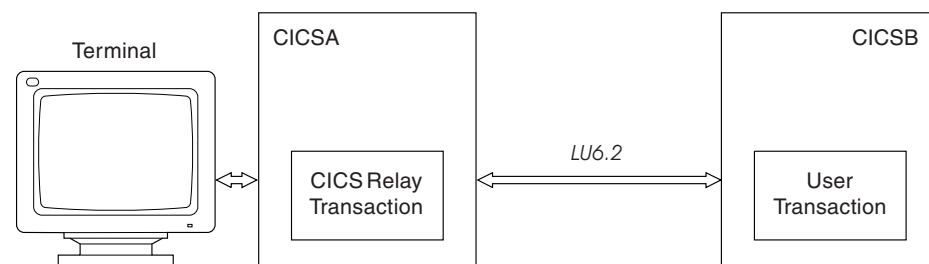 Terminal
CICSA
CICS Relay
Transaction
LU6.2
CICSB
User
Transaction